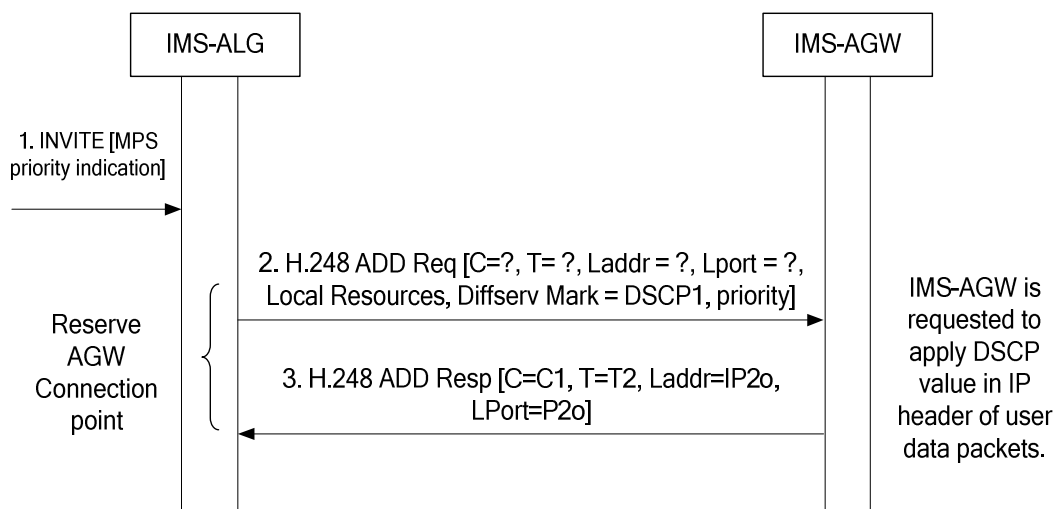 IMS-ALG
IMS-AGW
1. INVITE [MPS
priority indication]
2. H.248 ADD Req [C=?, T= ?, Laddr = ?, Lport = ?,
Local Resources, Diffserv Mark = DSCP1, priority]
Reserve
AGW
Connection
point
3. H.248 ADD Resp [C=C1, T=T2, Laddr=IP2o,
LPort=P2o]
IMS-AGW is
requested to
apply DSCP
value in IP
header of user
data packets.